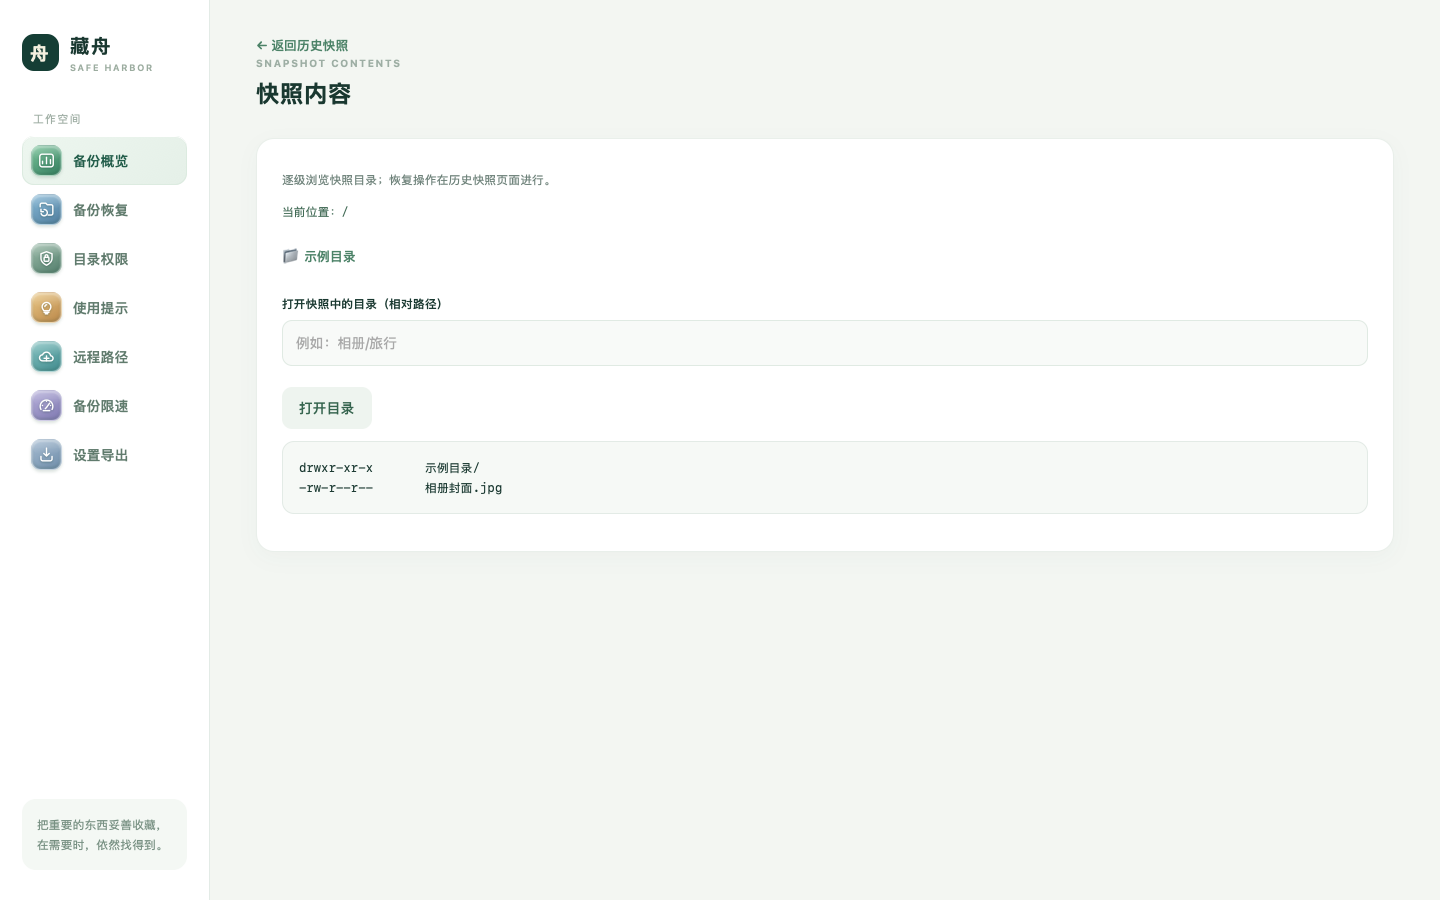 舟
藏舟
SAFE HARBOR
工作空间
备份概览
备份恢复
目录权限
使用提示
远程路径
备份限速
设置导出
把重要的东西妥善收藏，
在需要时，依然找得到。
← 返回历史快照
SNAPSHOT CONTENTS
快照内容
逐级浏览快照目录；恢复操作在历史快照页面进行。
当前位置：/
示例目录
打开快照中的目录（相对路径）
例如：相册/旅行
打开目录
drwxr-xr-x 示例目录/
-rw-r--r-- 相册封面.jpg